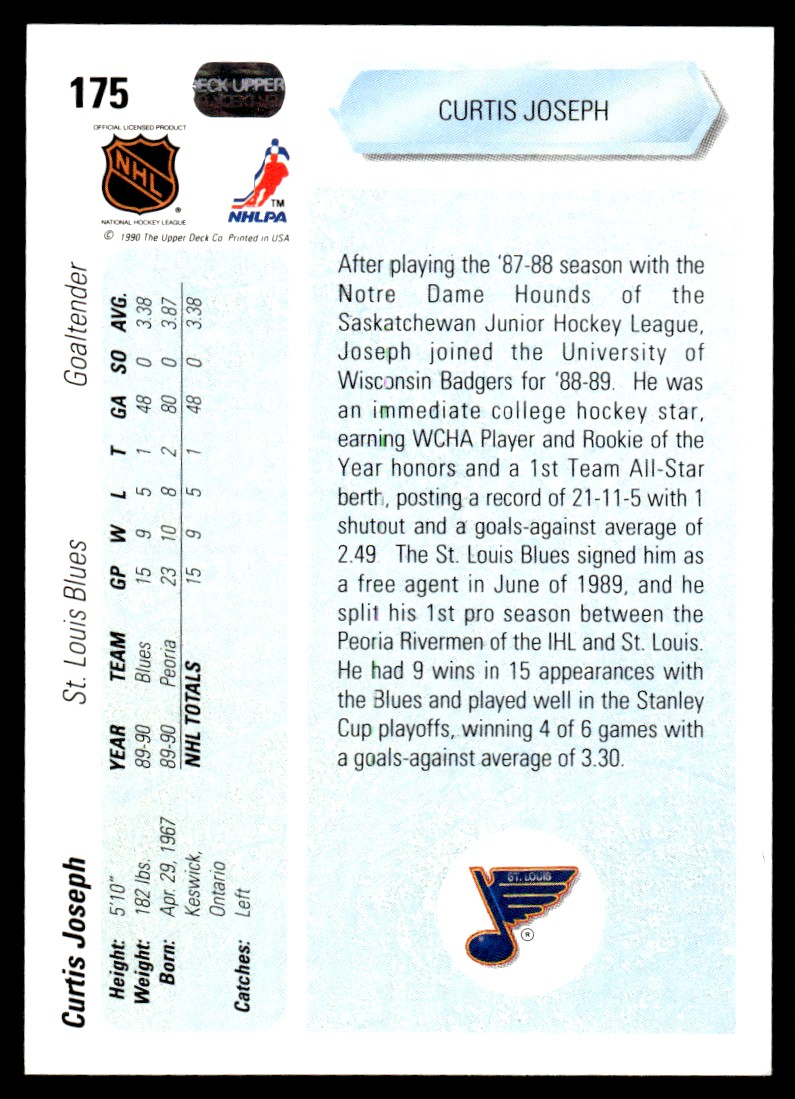 175
DECK UPPER
CURTIS JOSEPH
OFFICIAL LICENSED PRODUCT
NHL
®
NATIONAL HOCKEY LEAGUE
TM
NHLPA
© 1990 The Upper Deck Co. Printed in USA
After playing the '87-88 season with the
Notre Dame Hounds of the
Saskatchewan Junior Hockey League,
Joseph joined the University of
Wisconsin Badgers for '88-89. He was
an immediate college hockey star,
earning WCHA Player and Rookie of the
Year honors and a 1st Team All-Star
berth, posting a record of 21-11-5 with 1
shutout and a goals-against average of
2.49. The St. Louis Blues signed him as
a free agent in June of 1989, and he
split his 1st pro season between the
Peoria Rivermen of the IHL and St. Louis.
He had 9 wins in 15 appearances with
the Blues and played well in the Stanley
Cup playoffs, winning 4 of 6 games with
a goals-against average of 3.30.
ST. LOUIS
®
Curtis Joseph St. Louis Blues Goaltender
Height: 5'10"
Weight: 182 lbs.
Born: Apr. 29, 1967
Keswick,
Ontario
Catches: Left
YEAR TEAM GP W L T GA SO AVG.
89-90 Blues 15 9 5 1 48 0 3.38
89-90 Peoria 23 10 8 2 80 0 3.87
NHL TOTALS 15 9 5 1 48 0 3.38